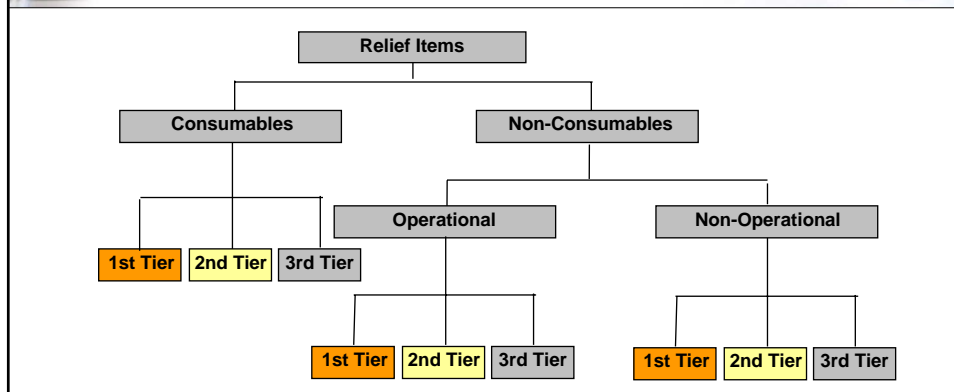 Relief Items
Consumables
Non-Consumables
Operational
Non-Operational
1st Tier
2nd Tier
3rd Tier
1st Tier
2nd Tier
3rd Tier
1st Tier
2nd Tier
3rd Tier